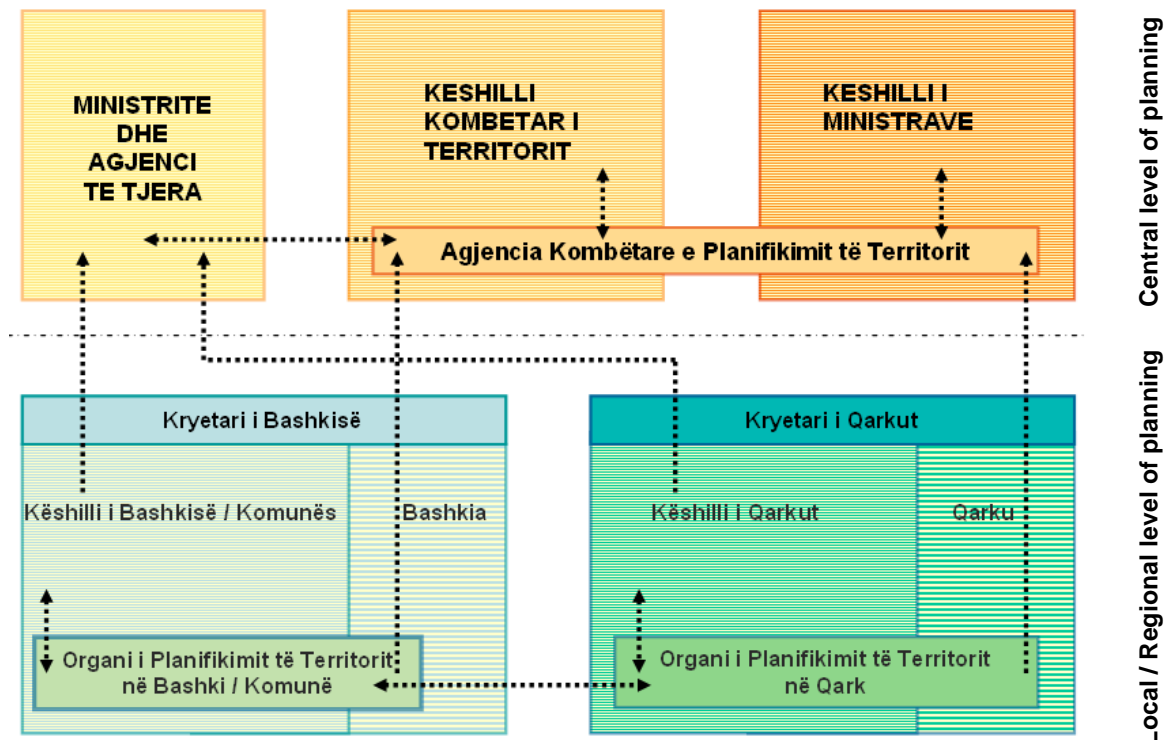 MINISTRITE
DHE
AGJENCI
TE TJERA
KESHILLI
KOMBETAR I
TERRITORIT
KESHILLI I
MINISTRAVE
Agjencia Kombëtare e Planifikimit të Territorit
Central level of planning
Kryetari i Bashkisë
Kryetari i Qarkut
Këshilli i Bashkisë / Komunës
Bashkia
Këshilli i Qarkut
Qarku
Organi i Planifikimit të Territorit
në Bashki / Komunë
Organi i Planifikimit të Territorit
në Qark
Local / Regional level of planning